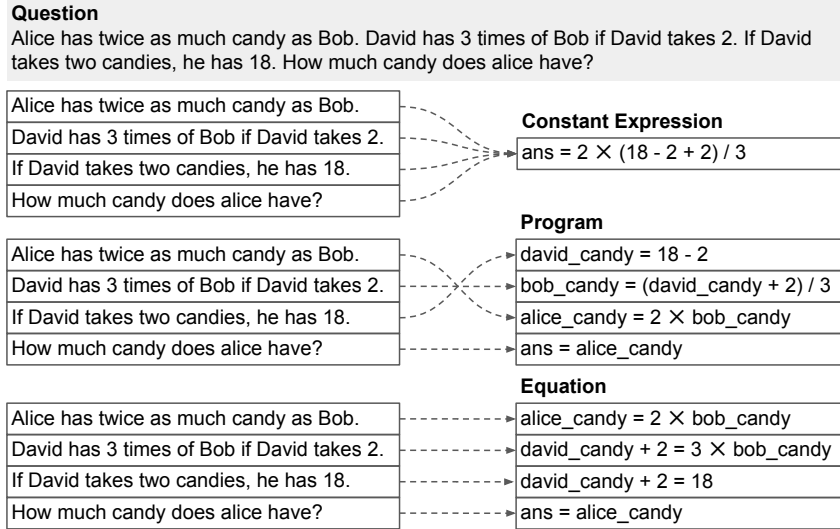 Question
Alice has twice as much candy as Bob. David has 3 times of Bob if David takes 2. If David
takes two candies, he has 18. How much candy does alice have?
Alice has twice as much candy as Bob.
David has 3 times of Bob if David takes 2.
If David takes two candies, he has 18.
How much candy does alice have?
Constant Expression
ans = 2 × (18 - 2 + 2) / 3
Program
Alice has twice as much candy as Bob.
david_candy = 18 - 2
David has 3 times of Bob if David takes 2.
bob_candy = (david_candy + 2) / 3
If David takes two candies, he has 18.
alice_candy = 2 × bob_candy
How much candy does alice have?
ans = alice_candy
Equation
Alice has twice as much candy as Bob.
alice_candy = 2 × bob_candy
David has 3 times of Bob if David takes 2.
david_candy + 2 = 3 × bob_candy
If David takes two candies, he has 18.
david_candy + 2 = 18
How much candy does alice have?
ans = alice_candy